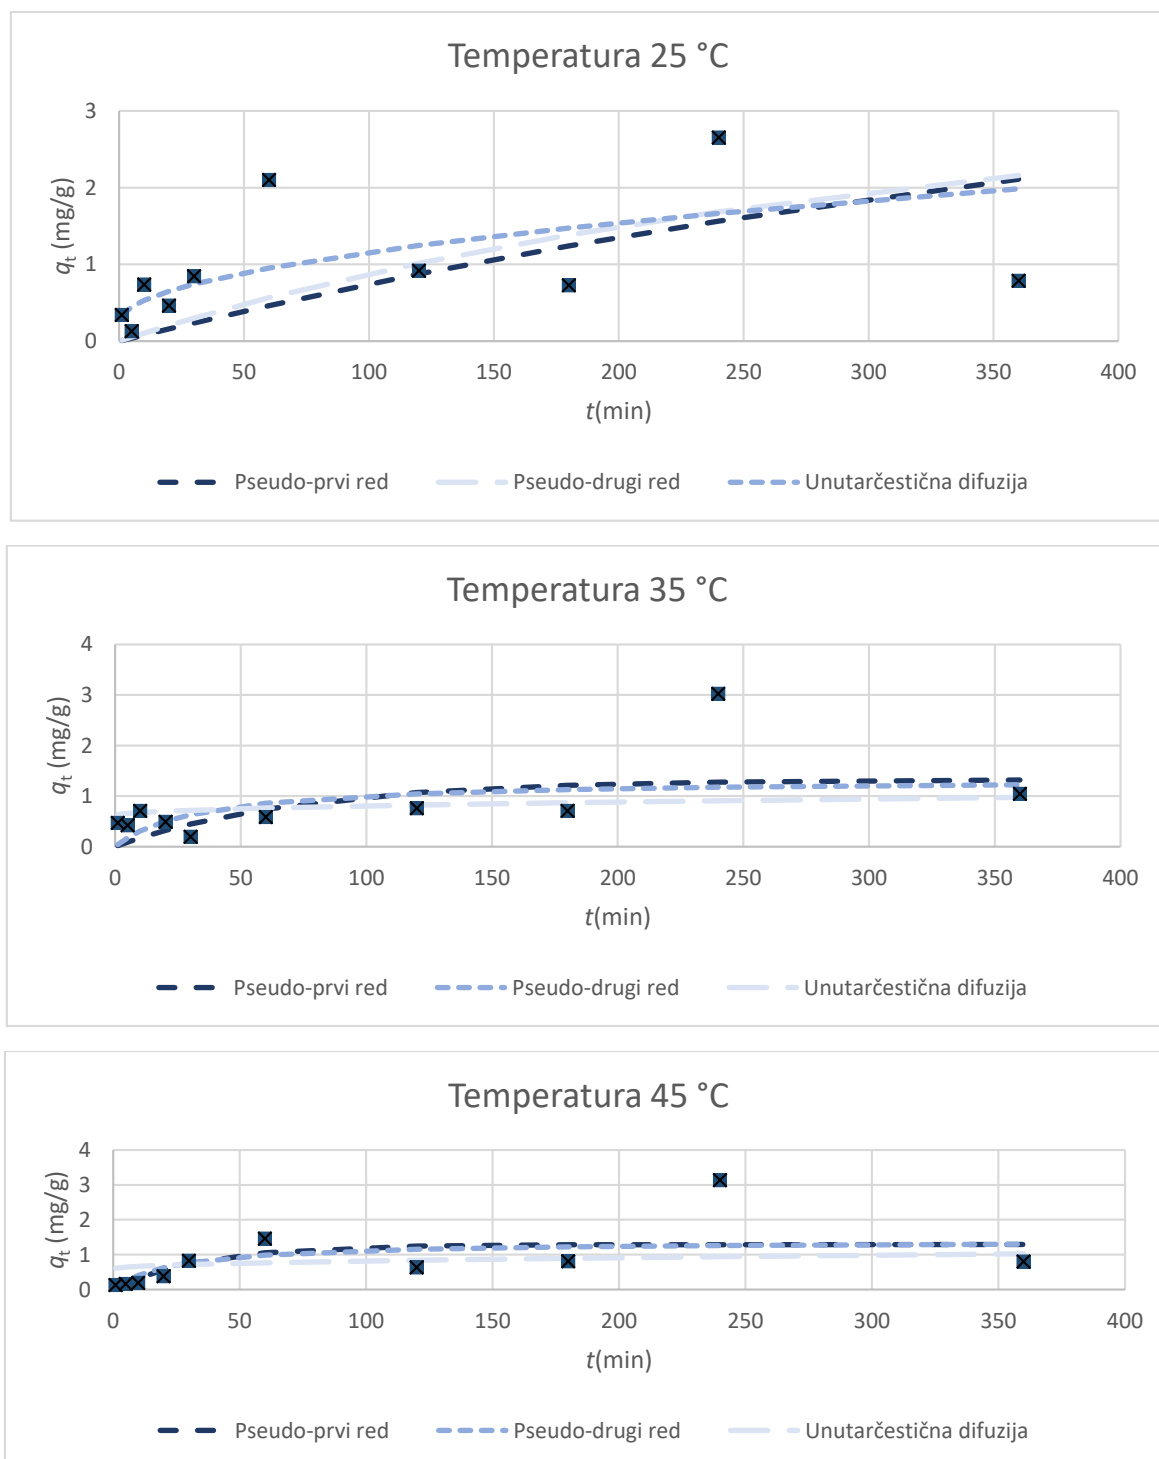 Temperatura 25 °C
3
2
1
0
qt (mg/g)
0 50 100 150 200 250 300 350 400
t(min)
Pseudo-prvi red Pseudo-drugi red Unutarčestična difuzija
Temperatura 35 °C
4
3
2
1
0
qt (mg/g)
0 50 100 150 200 250 300 350 400
t(min)
Pseudo-prvi red Pseudo-drugi red Unutarčestična difuzija
Temperatura 45 °C
4
3
2
1
0
qt (mg/g)
0 50 100 150 200 250 300 350 400
t(min)
Pseudo-prvi red Pseudo-drugi red Unutarčestična difuzija